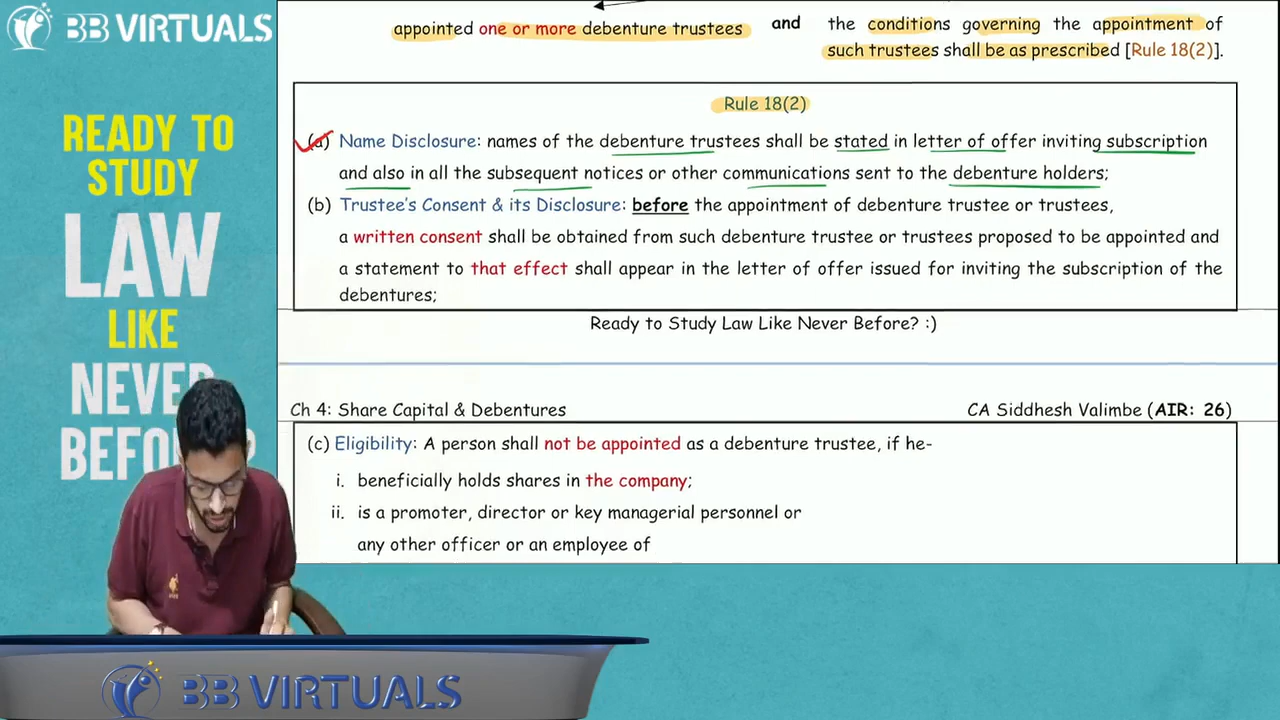 BB VIRTUALS
READY TO
STUDY
LAW
LIKE
NEVER
BEFO
appointed one or more debenture trustees and the conditions governing the appointment of
such trustees shall be as prescribed [Rule 18(2)].
Rule 18(2)
(a) Name Disclosure: names of the debenture trustees shall be stated in letter of offer inviting subscription
and also in all the subsequent notices or other communications sent to the debenture holders;
(b) Trustee's Consent & its Disclosure: before the appointment of debenture trustee or trustees,
a written consent shall be obtained from such debenture trustee or trustees proposed to be appointed and
a statement to that effect shall appear in the letter of offer issued for inviting the subscription of the
debentures;
Ready to Study Law Like Never Before? :)
Ch 4: Share Capital & Debentures CA Siddhesh Valimbe (AIR: 26)
(c) Eligibility: A person shall not be appointed as a debenture trustee, if he-
i. beneficially holds shares in the company;
ii. is a promoter, director or key managerial personnel or
any other officer or an employee of
BB VIRTUALS